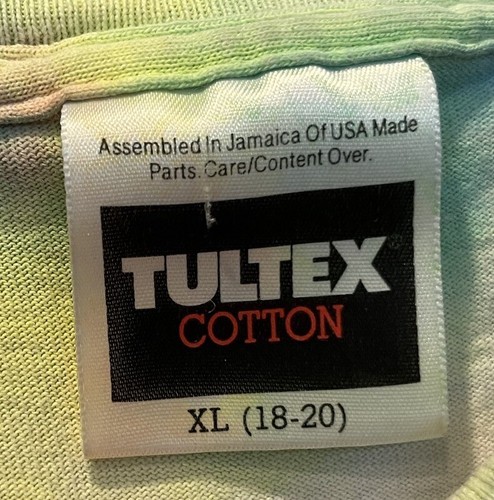 Assembled In Jamaica Of USA Made
Parts. Care/Content Over.
TULTEX®
COTTON
XL (18-20)